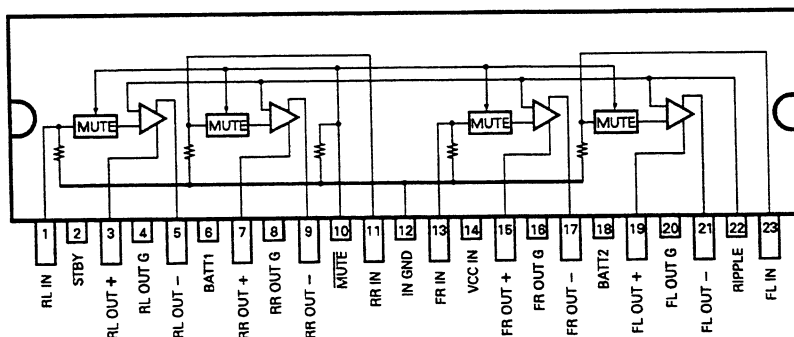 MUTE
MUTE
MUTE
MUTE
1 2 3 4 5 6 7 8 9 10 11 12 13 14 15 16 17 18 19 20 21 22 23
RL IN
STBY
RL OUT +
RL OUT G
RL OUT −
BATT1
RR OUT +
RR OUT G
RR OUT −
MUTE
RR IN
IN GND
FR IN
VCC IN
FR OUT +
FR OUT G
FR OUT −
BATT2
FL OUT +
FL OUT G
FL OUT −
RIPPLE
FL IN